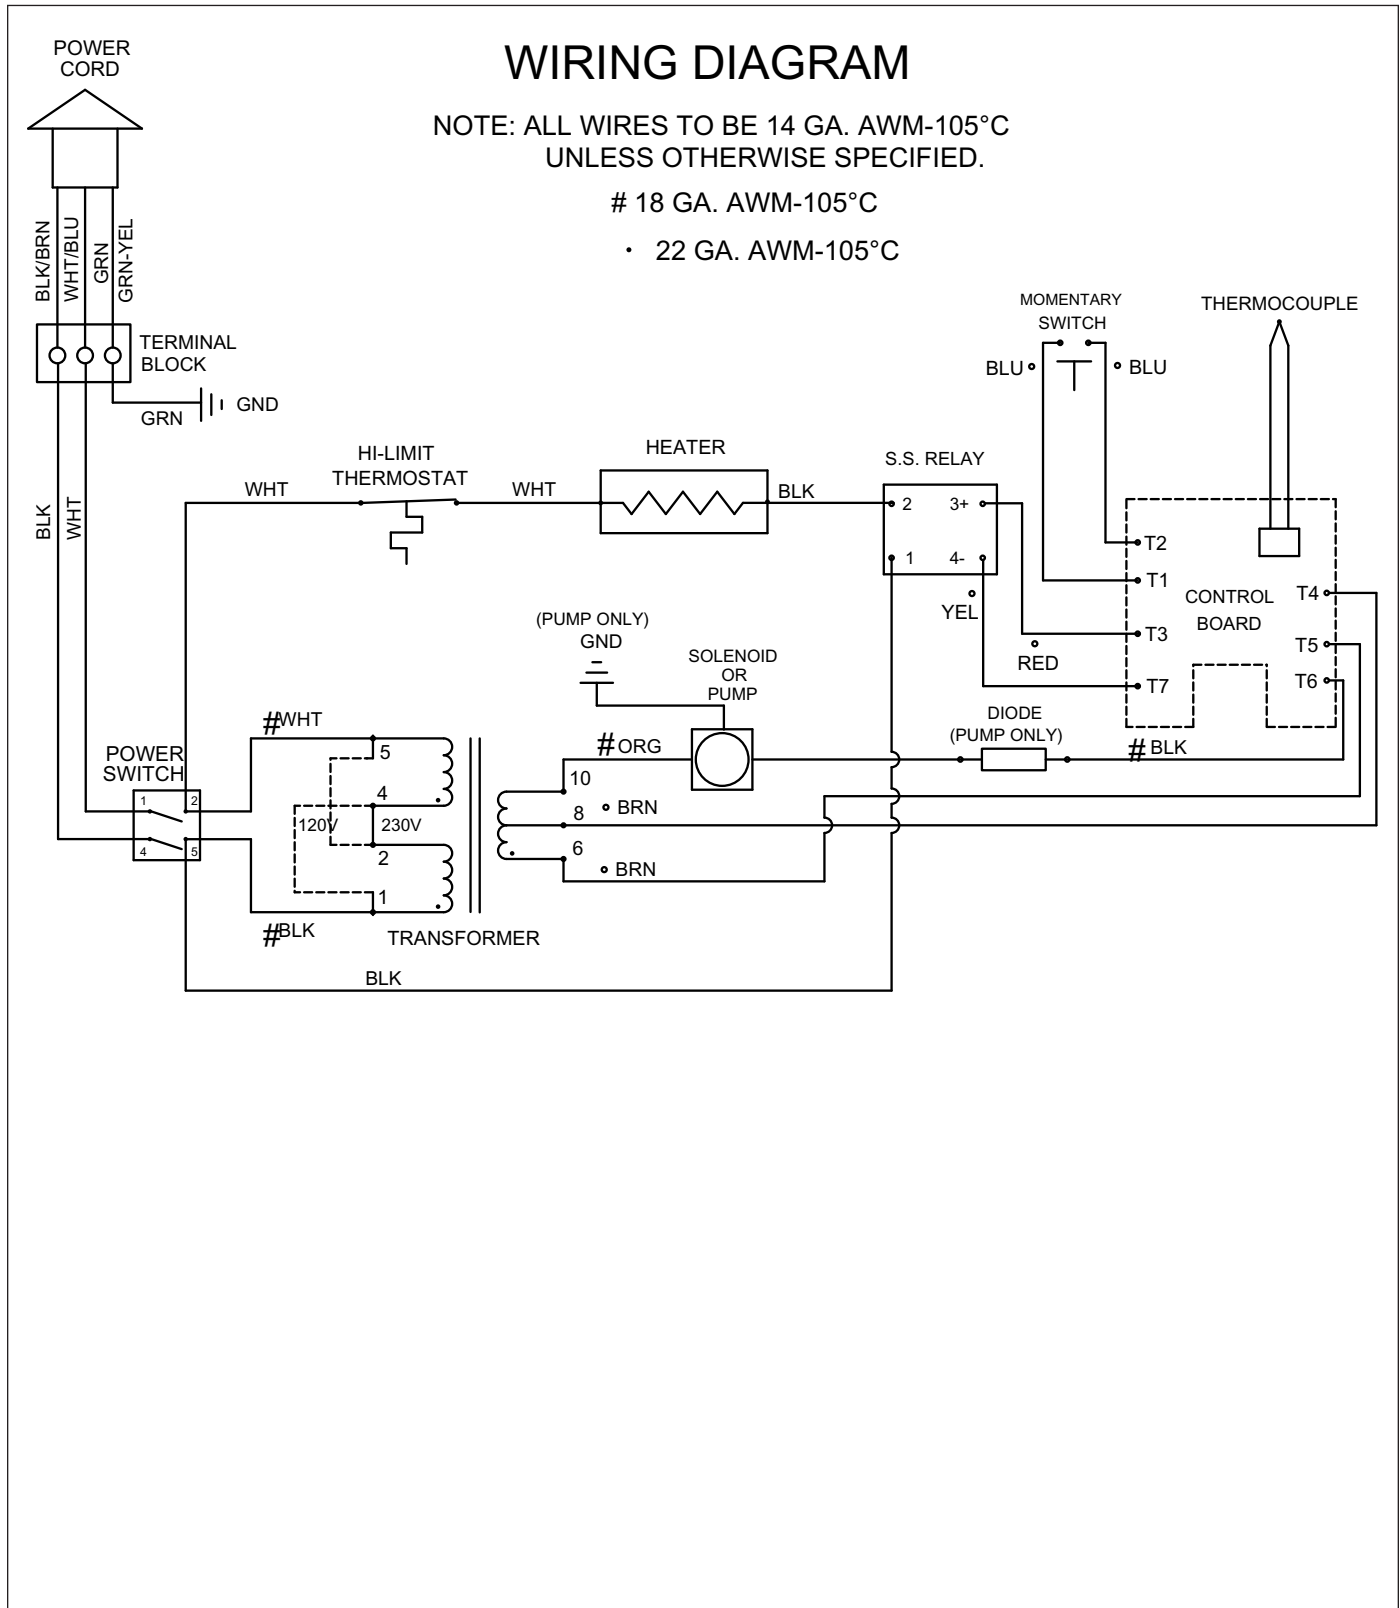 POWER
CORD
WIRING DIAGRAM
NOTE: ALL WIRES TO BE 14 GA. AWM-105°C
UNLESS OTHERWISE SPECIFIED.
# 18 GA. AWM-105°C
· 22 GA. AWM-105°C
BLK/BRN
WHT/BLU
GRN
GRN-YEL
TERMINAL
BLOCK
GRN
GND
BLK
WHT
MOMENTARY
SWITCH
BLU
BLU
THERMOCOUPLE
WHT
HI-LIMIT
THERMOSTAT
WHT
HEATER
BLK
S.S. RELAY
2
3+
1
4-
YEL
RED
T2
T1
T3
T7
CONTROL
BOARD
T4
T5
T6
(PUMP ONLY)
GND
SOLENOID
OR
PUMP
DIODE
(PUMP ONLY)
#BLK
#WHT
POWER
SWITCH
1
2
4
5
5
4
120V
230V
2
1
#BLK
TRANSFORMER
#ORG
10
8
BRN
6
BRN
BLK